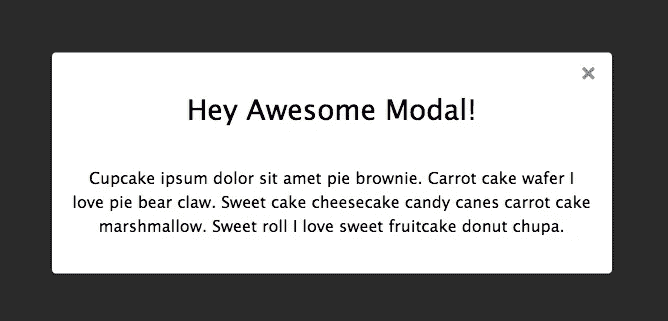 Hey Awesome Modal!
Cupcake ipsum dolor sit amet pie brownie. Carrot cake wafer I
love pie bear claw. Sweet cake cheesecake candy canes carrot cake
marshmallow. Sweet roll I love sweet fruitcake donut chupa.